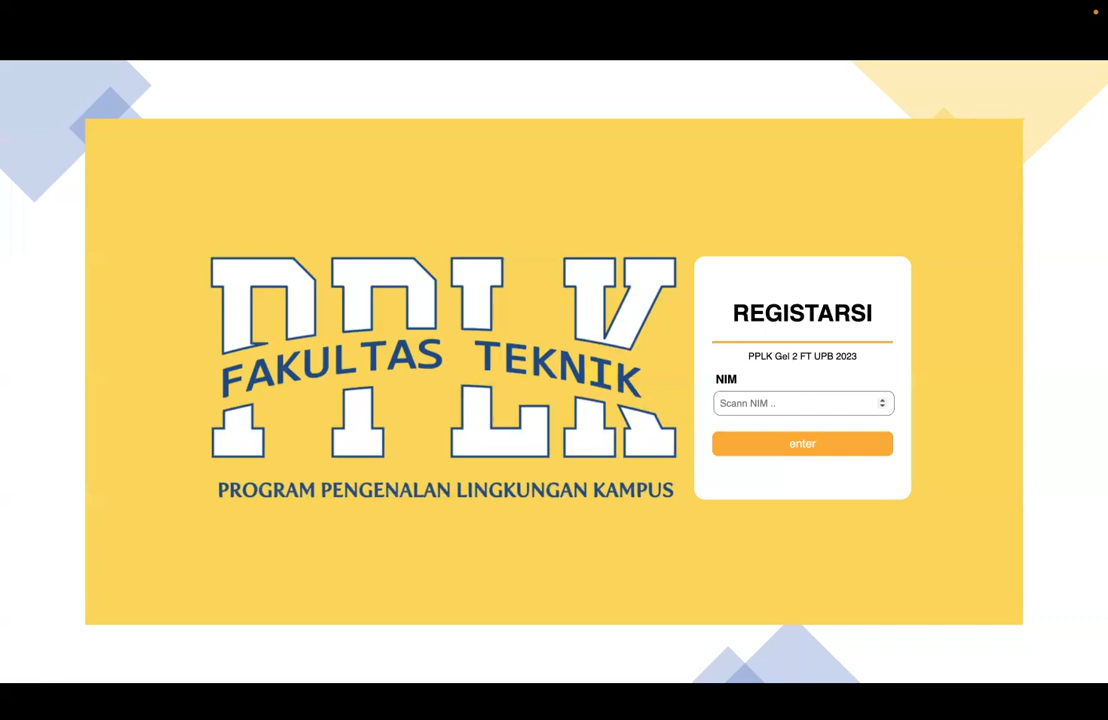 PPLK
FAKULTAS TEKNIK
PROGRAM PENGENALAN LINGKUNGAN KAMPUS
REGISTARSI
PPLK Gel 2 FT UPB 2023
NIM
Scann NIM ..
enter